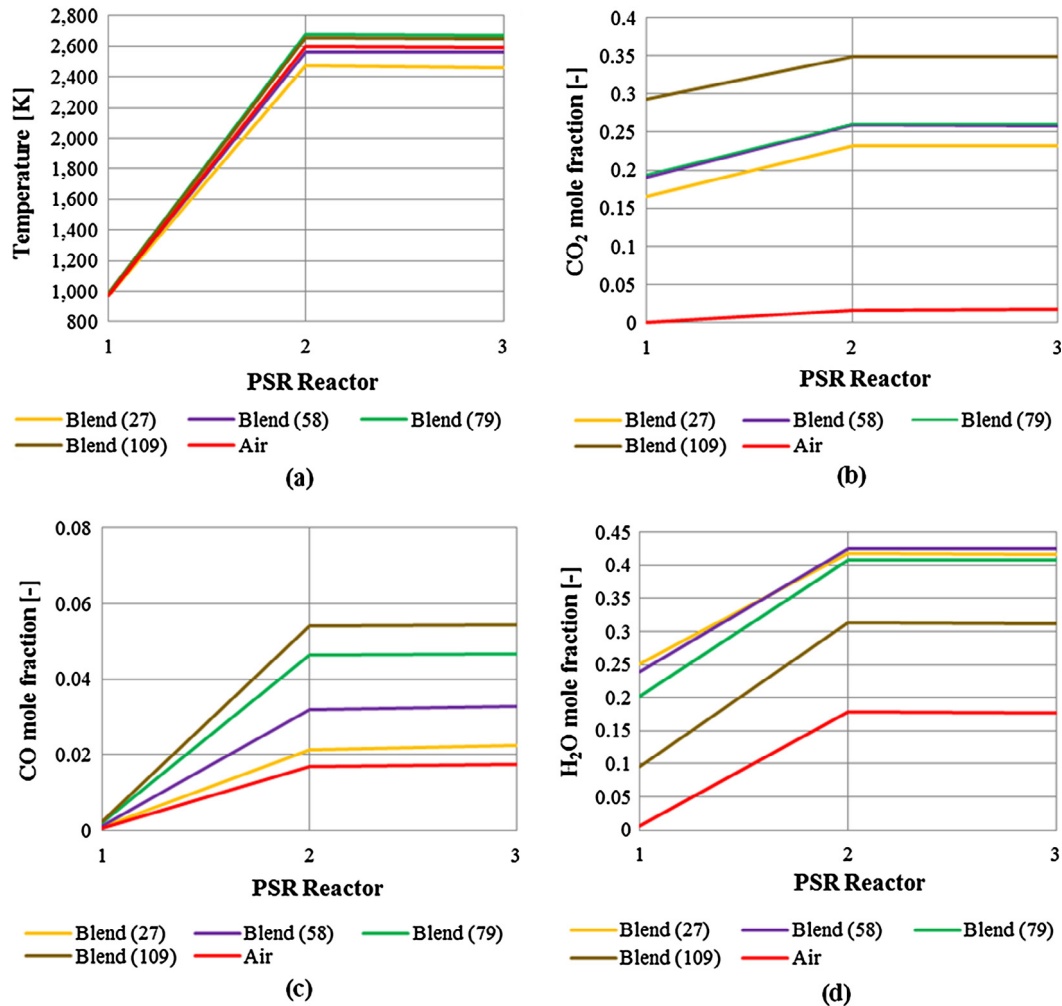 Temperature [K]
2,800
2,600
2,400
2,200
2,000
1,800
1,600
1,400
1,200
1,000
800
1 2 3
PSR Reactor
Blend (27) Blend (58) Blend (79)
Blend (109) Air
(a)
CO₂ mole fraction [-]
0.4
0.35
0.3
0.25
0.2
0.15
0.1
0.05
0
1 2 3
PSR Reactor
Blend (27) Blend (58) Blend (79)
Blend (109) Air
(b)
CO mole fraction [-]
0.08
0.06
0.04
0.02
0
1 2 3
PSR Reactor
Blend (27) Blend (58) Blend (79)
Blend (109) Air
(c)
H₂O mole fraction [-]
0.45
0.4
0.35
0.3
0.25
0.2
0.15
0.1
0.05
0
1 2 3
PSR Reactor
Blend (27) Blend (58) Blend (79)
Blend (109) Air
(d)